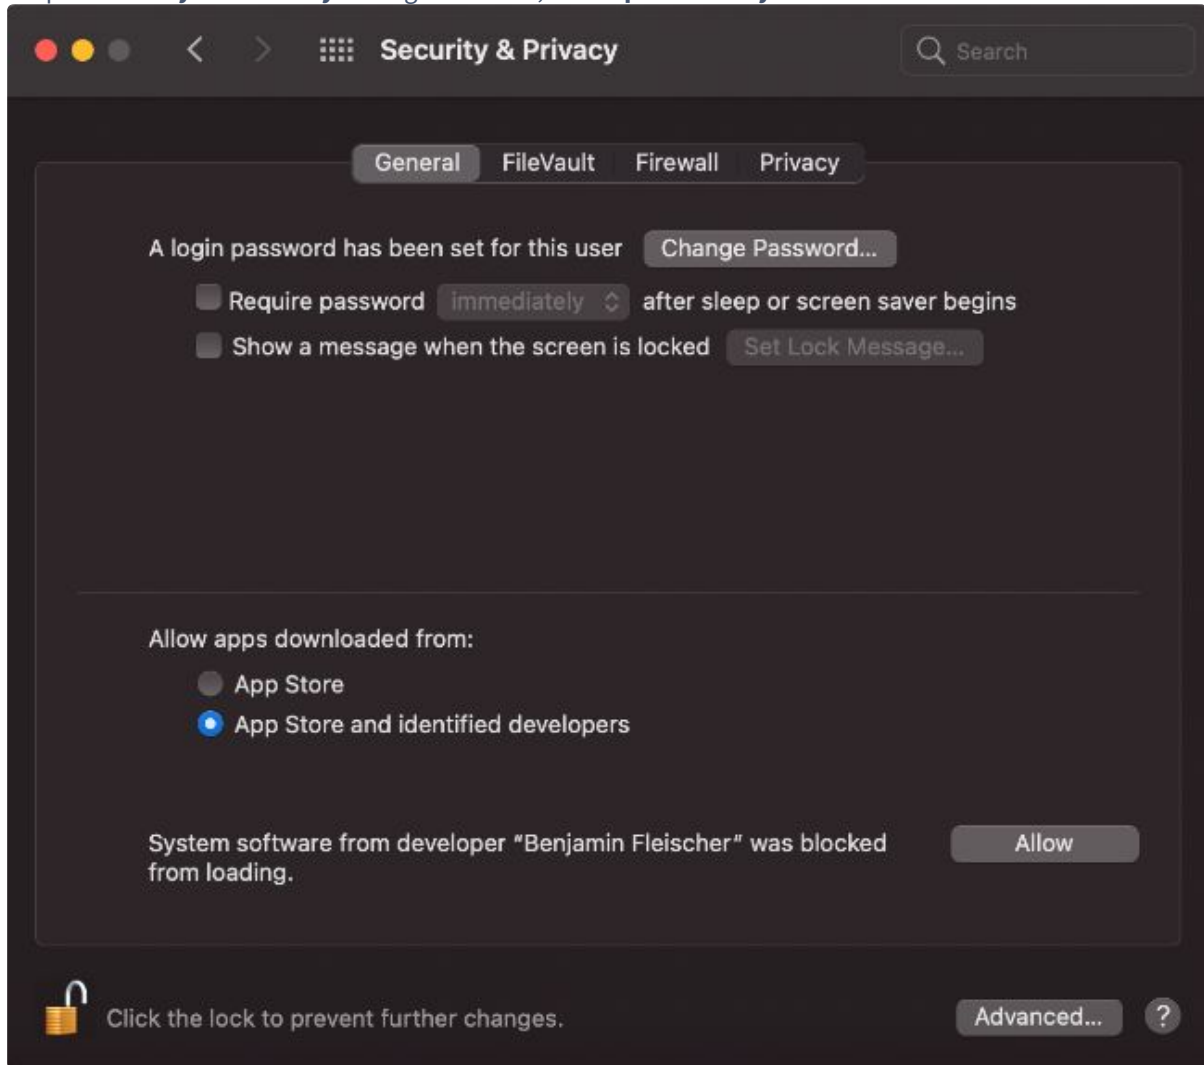 Security & Privacy
Search
General FileVault Firewall Privacy
A login password has been set for this user Change Password...
Require password immediately after sleep or screen saver begins
Show a message when the screen is locked Set Lock Message...
Allow apps downloaded from:
App Store
App Store and identified developers
System software from developer “Benjamin Fleischer” was blocked Allow
from loading.
Click the lock to prevent further changes. Advanced... ?